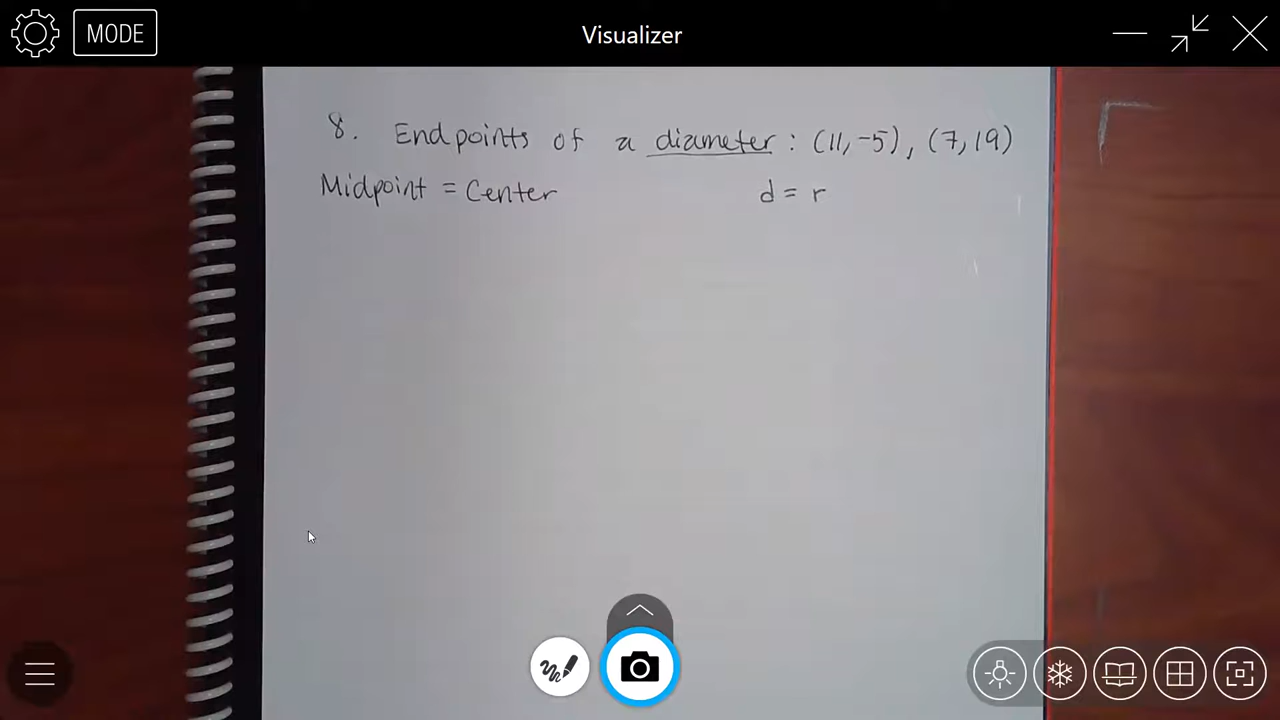 MODE
Visualizer
8. Endpoints of a diameter : (11, -5), (7, 19)
Midpoint = Center
d = r